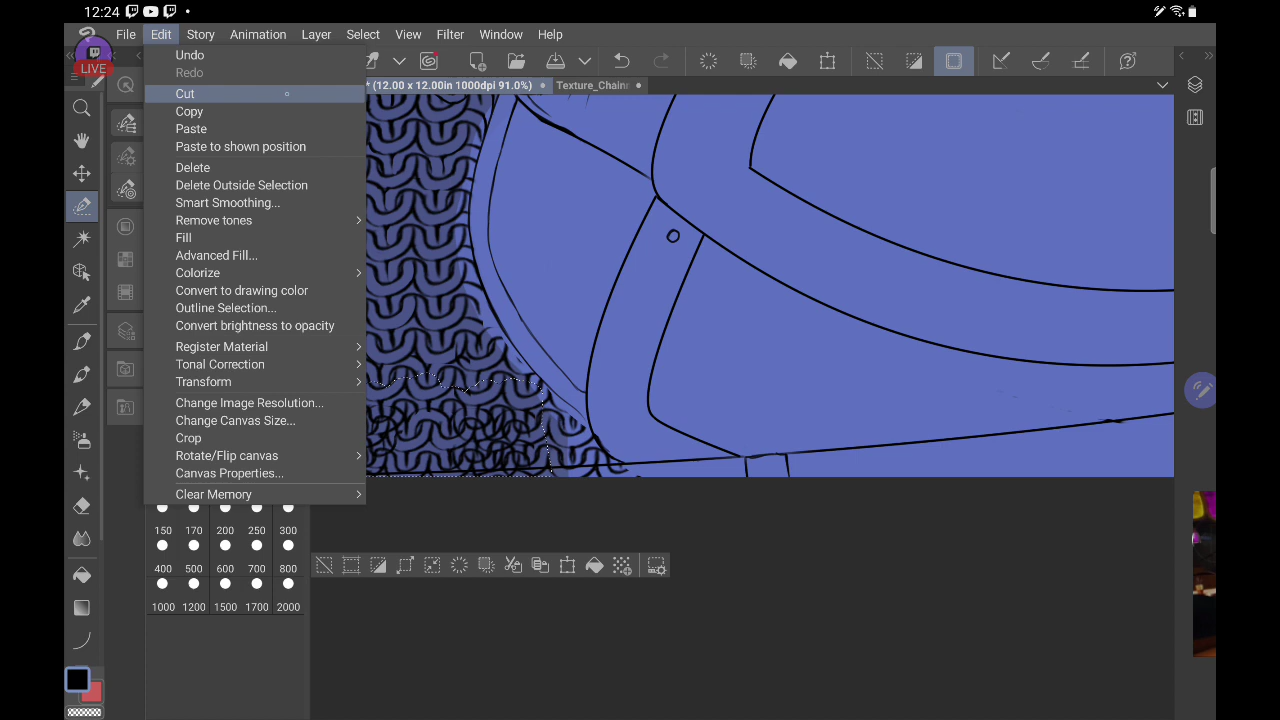 12:24
File Edit Story Animation Layer Select View Filter Window Help
LIVE
* (12.00 x 12.00in 1000dpi 91.0%)
Undo
Redo
Cut
Copy
Paste
Paste to shown position
Delete
Delete Outside Selection
Smart Smoothing...
Remove tones
Fill
Advanced Fill...
Colorize
Convert to drawing color
Outline Selection...
Convert brightness to opacity
Register Material
Tonal Correction
Transform
Change Image Resolution...
Change Canvas Size...
Crop
Rotate/Flip canvas
Canvas Properties...
Clear Memory
150 170 200 250 300
400 500 600 700 800
1000 1200 1500 1700 2000